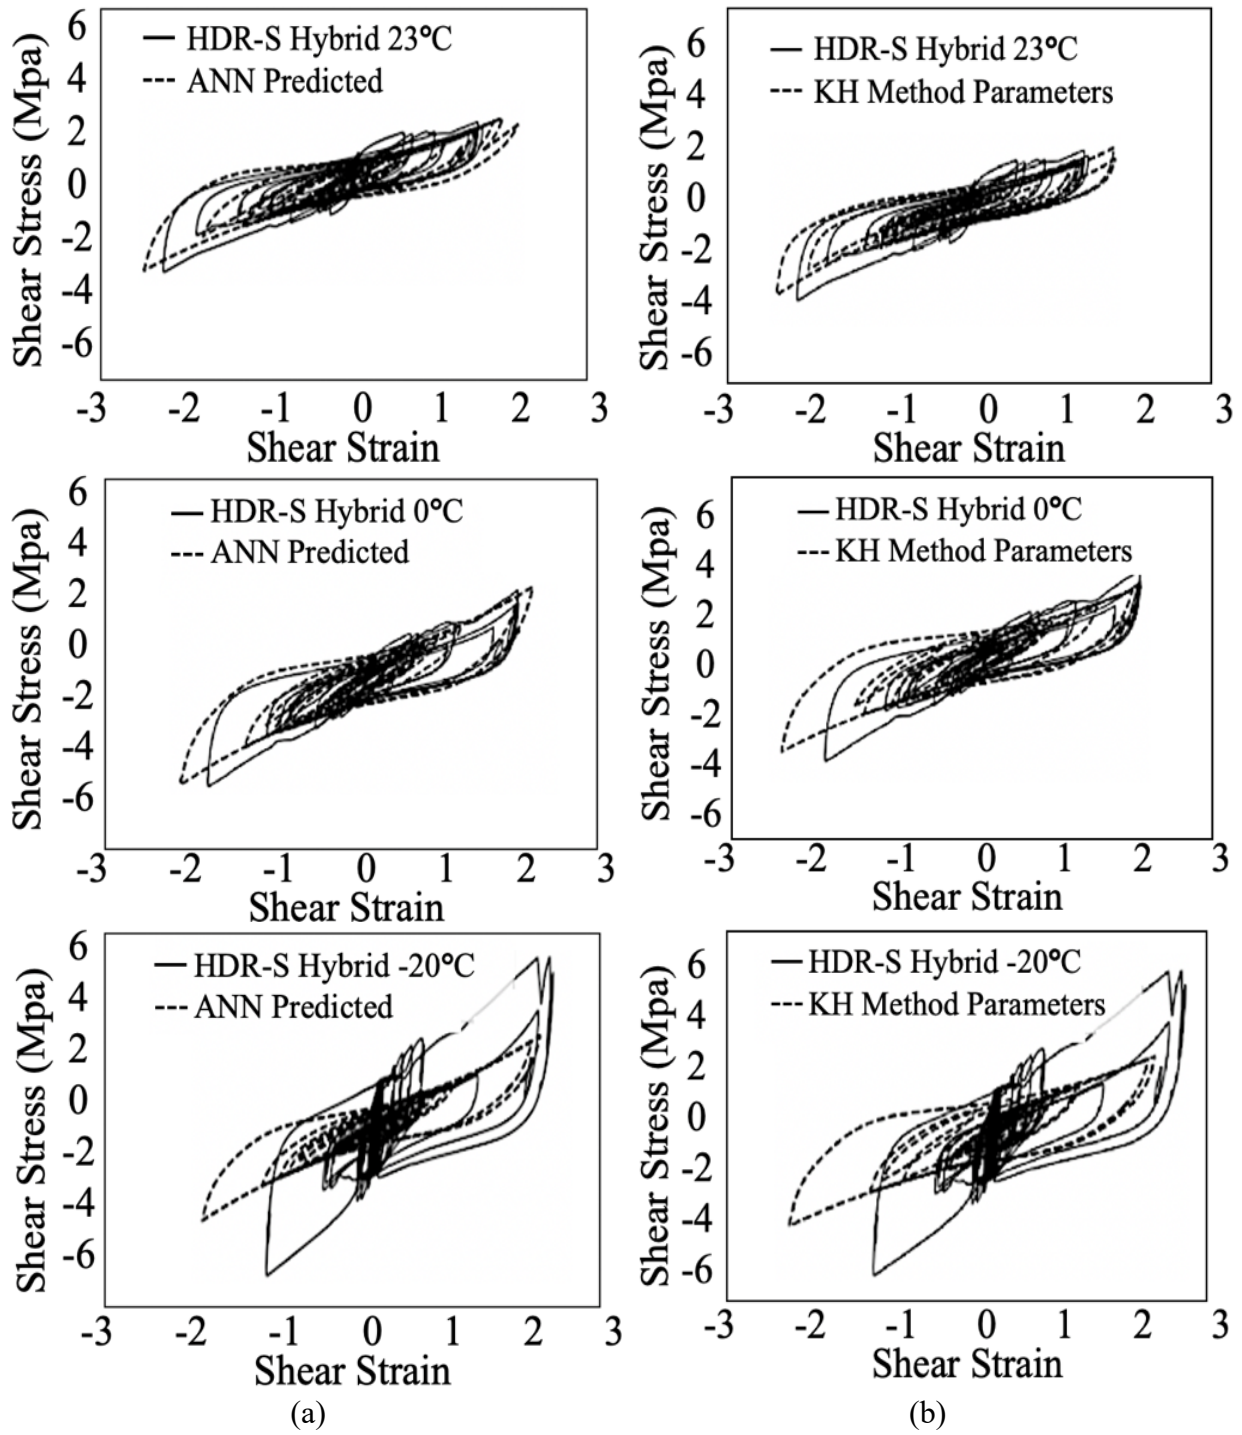 6
4
2
0
-2
-4
-6
Shear Stress (Mpa)
HDR-S Hybrid 23°C
ANN Predicted
-3 -2 -1 0 1 2 3
Shear Strain
6
4
2
0
-2
-4
-6
Shear Stress (Mpa)
HDR-S Hybrid 23°C
KH Method Parameters
-3 -2 -1 0 1 2 3
Shear Strain
6
4
2
0
-2
-4
-6
Shear Stress (Mpa)
HDR-S Hybrid 0°C
ANN Predicted
-3 -2 -1 0 1 2 3
Shear Strain
6
4
2
0
-2
-4
-6
Shear Stress (Mpa)
HDR-S Hybrid 0°C
KH Method Parameters
-3 -2 -1 0 1 2 3
Shear Strain
6
4
2
0
-2
-4
-6
Shear Stress (Mpa)
HDR-S Hybrid -20°C
ANN Predicted
-3 -2 -1 0 1 2 3
Shear Strain
(a)
6
4
2
0
-2
-4
-6
Shear Stress (Mpa)
HDR-S Hybrid -20°C
KH Method Parameters
-3 -2 -1 0 1 2 3
Shear Strain
(b)